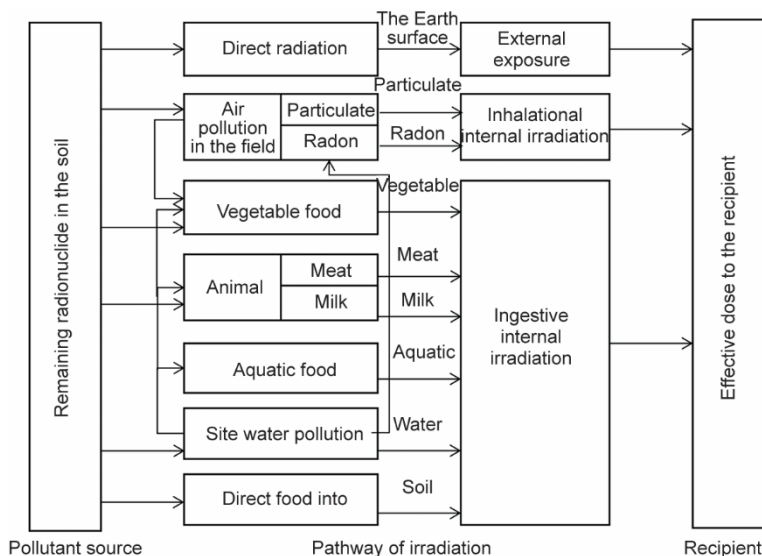 Remaining radionuclide in the soil
Direct radiation
The Earth
surface
External
exposure
Air
pollution
in the field
Particulate
Radon
Particulate
Radon
Inhalational
internal irradiation
Vegetable food
Vegetable
Animal
Meat
Milk
Meat
Milk
Aquatic food
Aquatic
Site water pollution
Water
Direct food into
Soil
Ingestive
internal
irradiation
Effective dose to the recipient
Pollutant source
Pathway of irradiation
Recipient